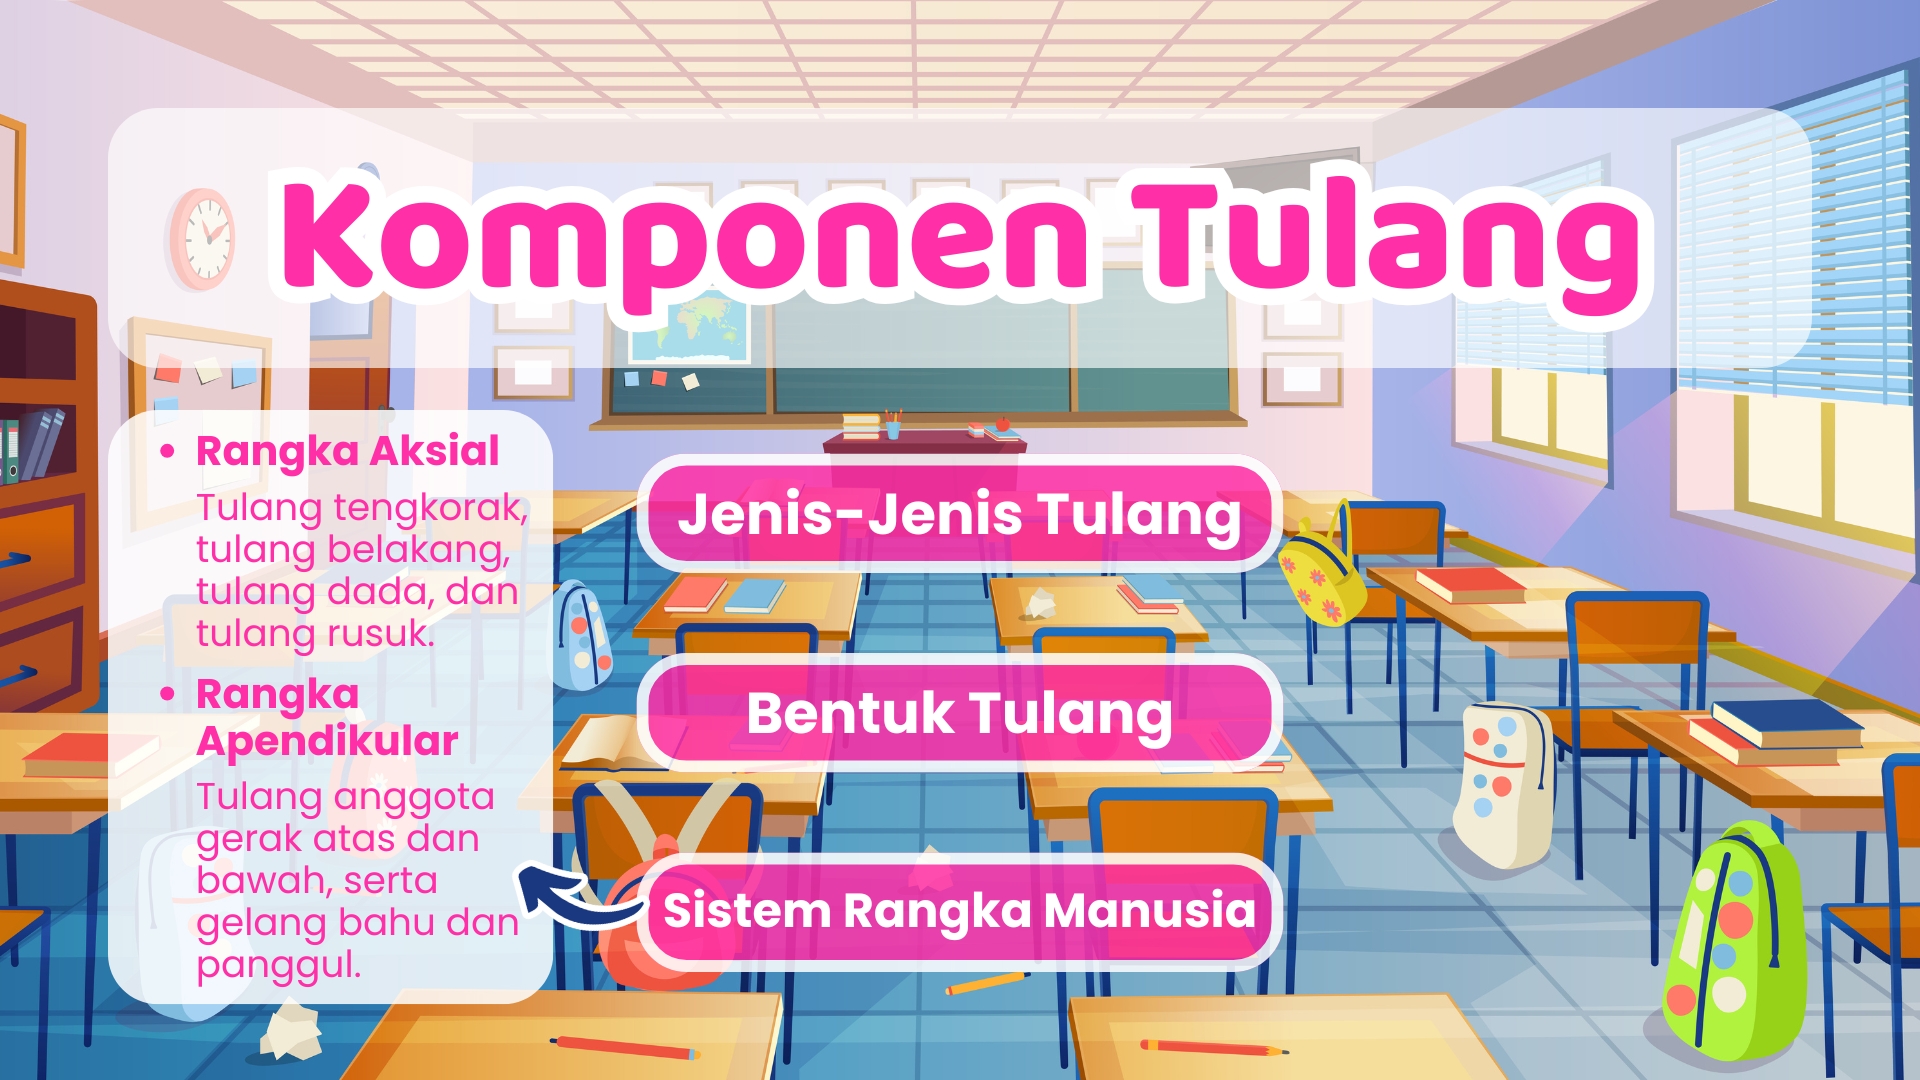 Komponen Tulang
• Rangka Aksial
Tulang tengkorak,
tulang belakang,
tulang dada, dan
tulang rusuk.
• Rangka
Apendikular
Tulang anggota
gerak atas dan
bawah, serta
gelang bahu dan
panggul.
Jenis-Jenis Tulang
Bentuk Tulang
Sistem Rangka Manusia